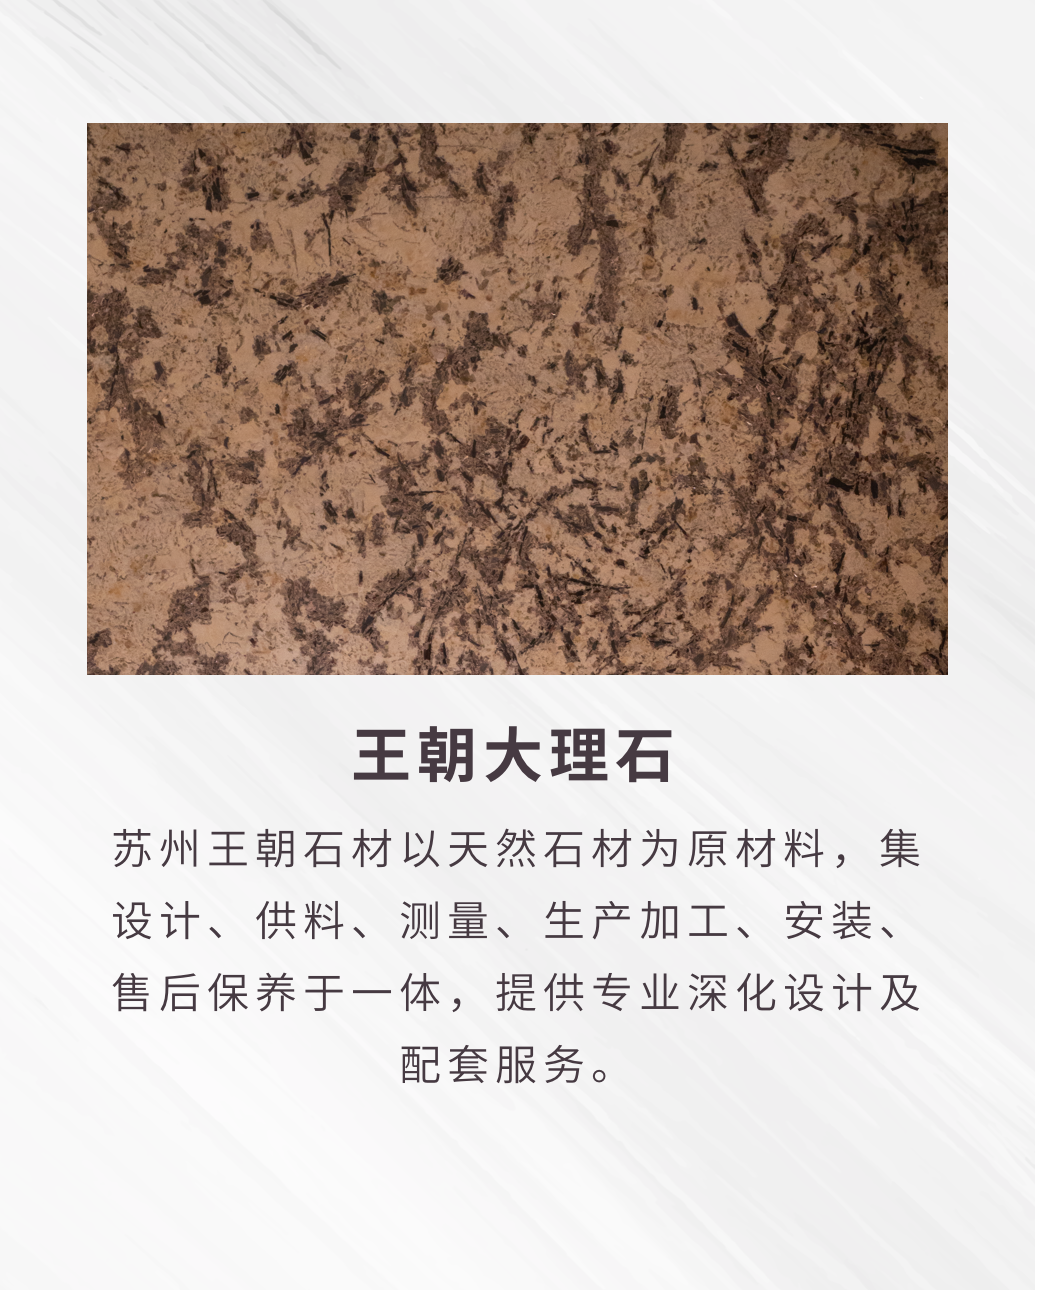 王朝大理石
苏州王朝石材以天然石材为原材料，集
设计、供料、测量、生产加工、安装、
售后保养于一体，提供专业深化设计及
配套服务。